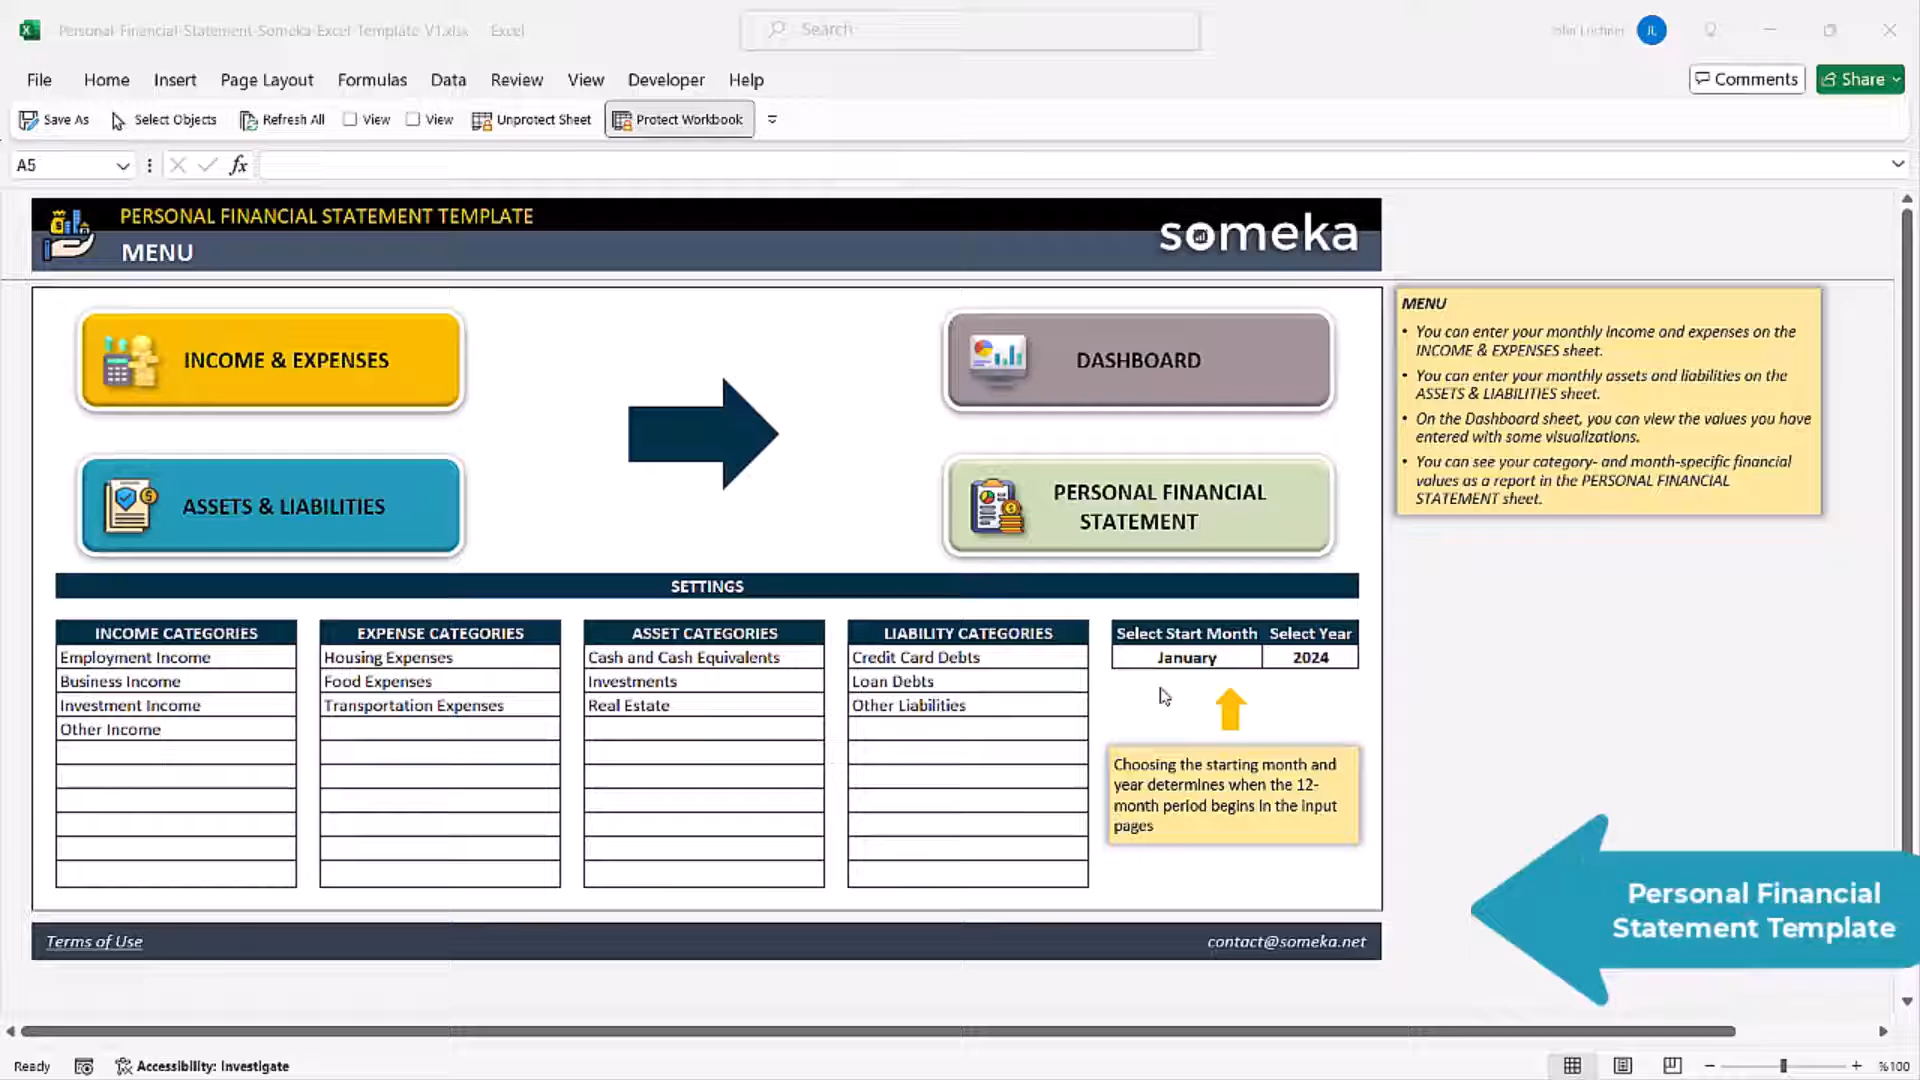 Personal-Financial-Statement-Someka-Excel-Template-V1.xlsx  Excel
Search
John Lochner
JL
File  Home  Insert  Page Layout  Formulas  Data  Review  View  Developer  Help
Comments  Share
Save As  Select Objects  Refresh All  View  View  Unprotect Sheet  Protect Workbook
A5  fx
PERSONAL FINANCIAL STATEMENT TEMPLATE
MENU
someka
INCOME & EXPENSES
DASHBOARD
ASSETS & LIABILITIES
PERSONAL FINANCIAL
STATEMENT
MENU
• You can enter your monthly income and expenses on the
INCOME & EXPENSES sheet.
• You can enter your monthly assets and liabilities on the
ASSETS & LIABILITIES sheet.
• On the Dashboard sheet, you can view the values you have
entered with some visualizations.
• You can see your category- and month-specific financial
values as a report in the PERSONAL FINANCIAL
STATEMENT sheet.
SETTINGS
INCOME CATEGORIES  EXPENSE CATEGORIES  ASSET CATEGORIES  LIABILITY CATEGORIES  Select Start Month  Select Year
Employment Income  Housing Expenses  Cash and Cash Equivalents  Credit Card Debts  January  2024
Business Income  Food Expenses  Investments  Loan Debts
Investment Income  Transportation Expenses  Real Estate  Other Liabilities
Other Income
Choosing the starting month and
year determines when the 12-
month period begins in the input
pages
Terms of Use
contact@someka.net
Personal Financial
Statement Template
Ready  Accessibility: Investigate  %100